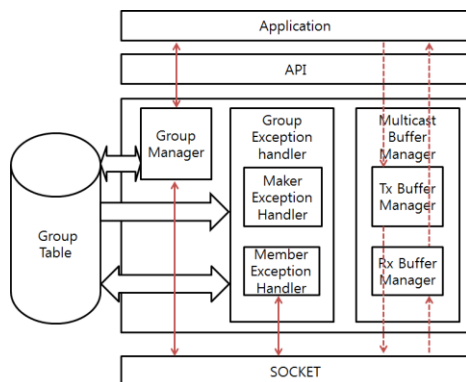 Application
API
Group
Manager
Group
Exception
handler
Multicast
Buffer
Manager
Maker
Exception
Handler
Tx Buffer
Manager
Group
Table
Member
Exception
Handler
Rx Buffer
Manager
SOCKET